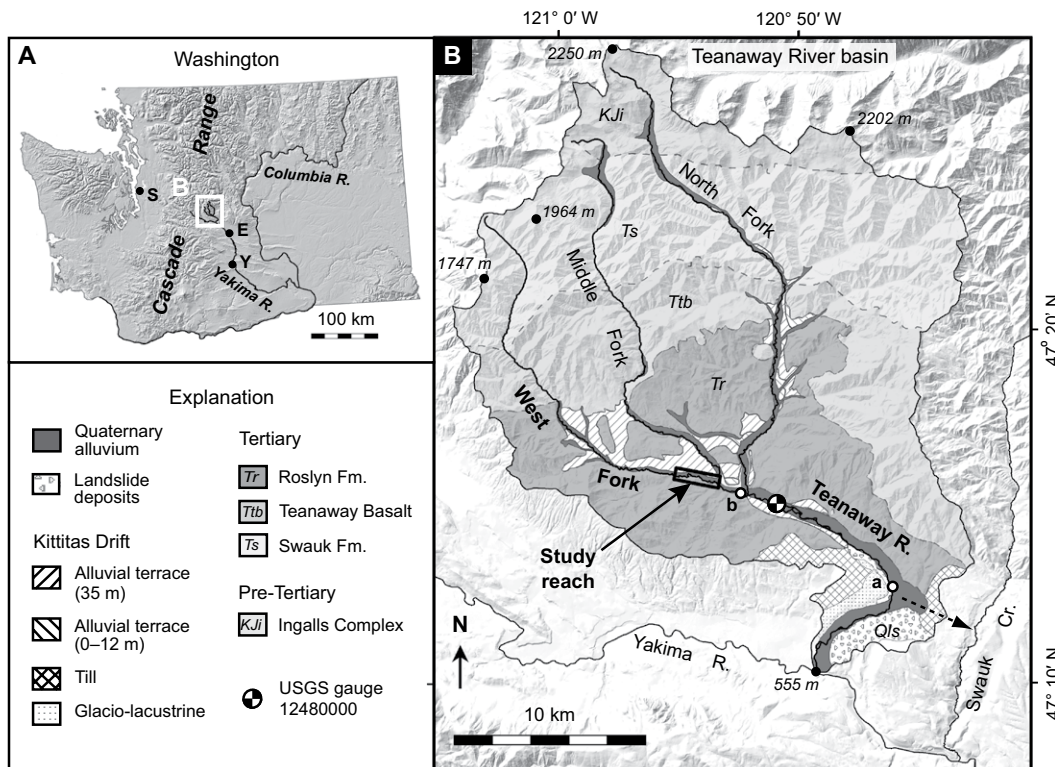 121° 0′ W
120° 50′ W
A
Washington
Cascade
Range
Columbia R.
B
S
E
Y
Yakima R.
100 km
Explanation
Quaternary
alluvium
Landslide
deposits
Kittitas Drift
Alluvial terrace
(35 m)
Alluvial terrace
(0–12 m)
Till
Glacio-lacustrine
Tertiary
Tr Roslyn Fm.
Ttb Teanaway Basalt
Ts Swauk Fm.
Pre-Tertiary
KJi Ingalls Complex
USGS gauge
12480000
B
Teanaway River basin
2250 m
2202 m
KJi
North
Fork
1964 m
Ts
1747 m
Middle
Fork
Ttb
47° 20′ N
Tr
West
Fork
b
Teanaway R.
Study
reach
a
Qls
N
Yakima R.
555 m
Swauk Cr.
47° 10′ N
10 km